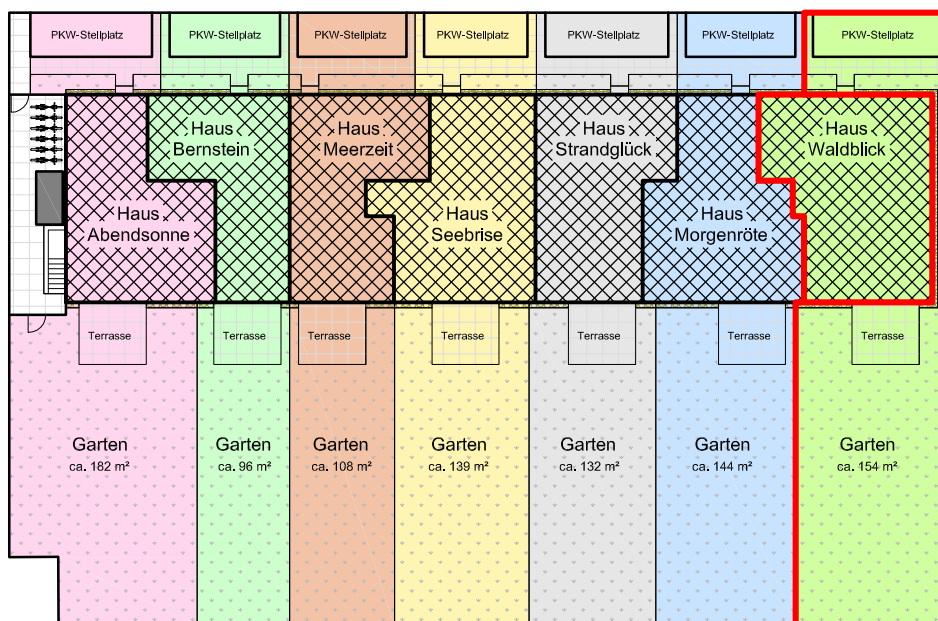 PKW-Stellplatz
PKW-Stellplatz
PKW-Stellplatz
PKW-Stellplatz
PKW-Stellplatz
PKW-Stellplatz
PKW-Stellplatz
Haus
Abendsonne
Haus
Bernstein
Haus
Meerzeit
Haus
Seebrise
Haus
Strandglück
Haus
Morgenröte
Haus
Waldblick
Terrasse
Terrasse
Terrasse
Terrasse
Terrasse
Terrasse
Terrasse
Garten
ca. 182 m²
Garten
ca. 96 m²
Garten
ca. 108 m²
Garten
ca. 139 m²
Garten
ca. 132 m²
Garten
ca. 144 m²
Garten
ca. 154 m²